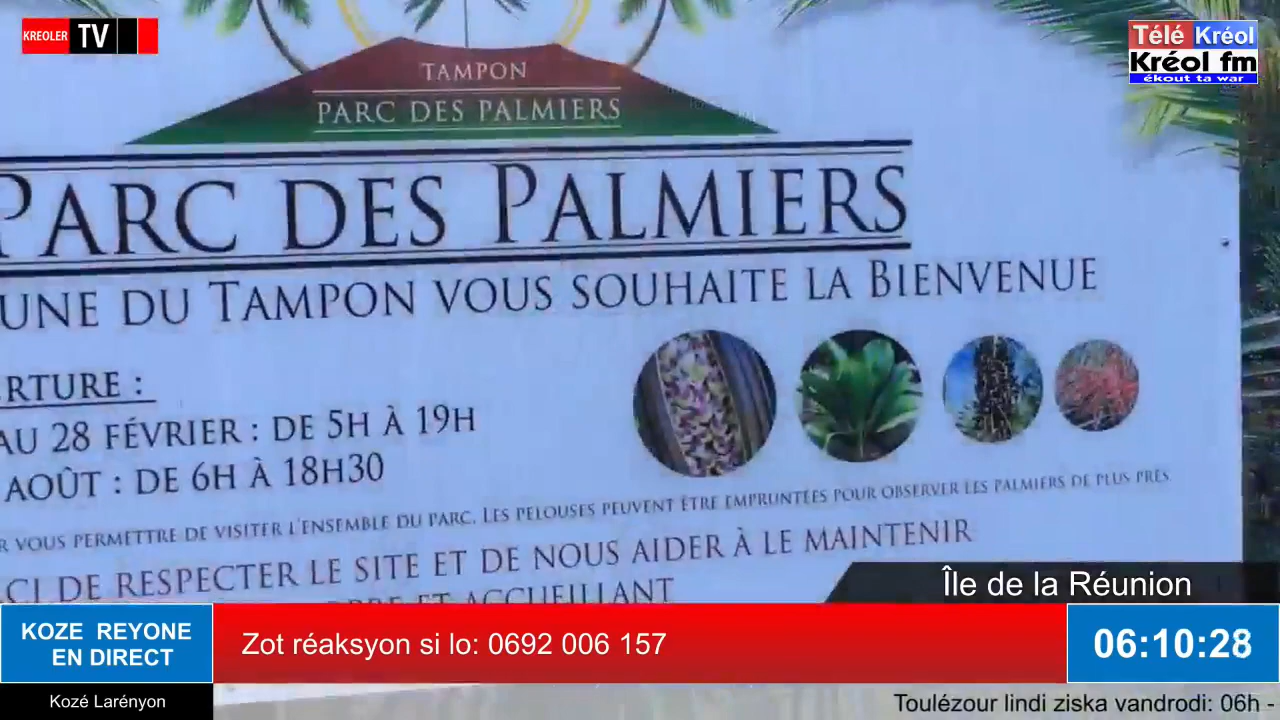 KREOLER TV
Télé Kréol
Kréol fm
ékout ta war
TAMPON
PARC DES PALMIERS
PARC DES PALMIERS
UNE DU TAMPON VOUS SOUHAITE LA BIENVENUE
RTURE :
AU 28 FÉVRIER : DE 5H À 19H
AOÛT : DE 6H À 18H30
R VOUS PERMETTRE DE VISITER L'ENSEMBLE DU PARC. LES PELOUSES PEUVENT ÊTRE EMPRUNTÉES POUR OBSERVER LES PALMIERS DE PLUS PRÈS
CI DE RESPECTER LE SITE ET DE NOUS AIDER À LE MAINTENIR
ET ACCUEILLANT
Île de la Réunion
KOZE REYONE
EN DIRECT
Zot réaksyon si lo: 0692 006 157
06:10:28
Kozé Larényon
Toulézour lindi ziska vandrodi: 06h -